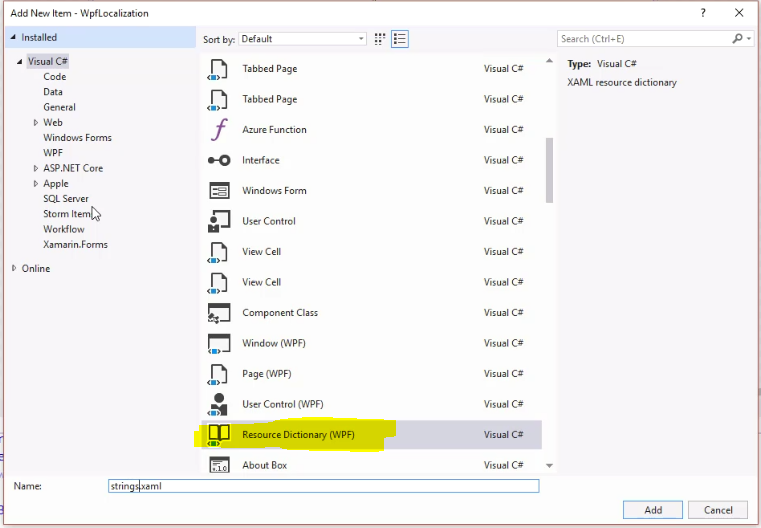 Add New Item - WpfLocalization
? X
Installed
Visual C#
Code
Data
General
Web
Windows Forms
WPF
ASP.NET Core
Apple
SQL Server
Storm Item
Workflow
Xamarin.Forms
Online
Sort by: Default
Tabbed Page Visual C#
Tabbed Page Visual C#
Azure Function Visual C#
Interface Visual C#
Windows Form Visual C#
User Control Visual C#
View Cell Visual C#
View Cell Visual C#
Component Class Visual C#
Window (WPF) Visual C#
Page (WPF) Visual C#
User Control (WPF) Visual C#
Resource Dictionary (WPF) Visual C#
v.1.0 About Box Visual C#
Search (Ctrl+E)
Type: Visual C#
XAML resource dictionary
Name: strings.xaml
Add Cancel